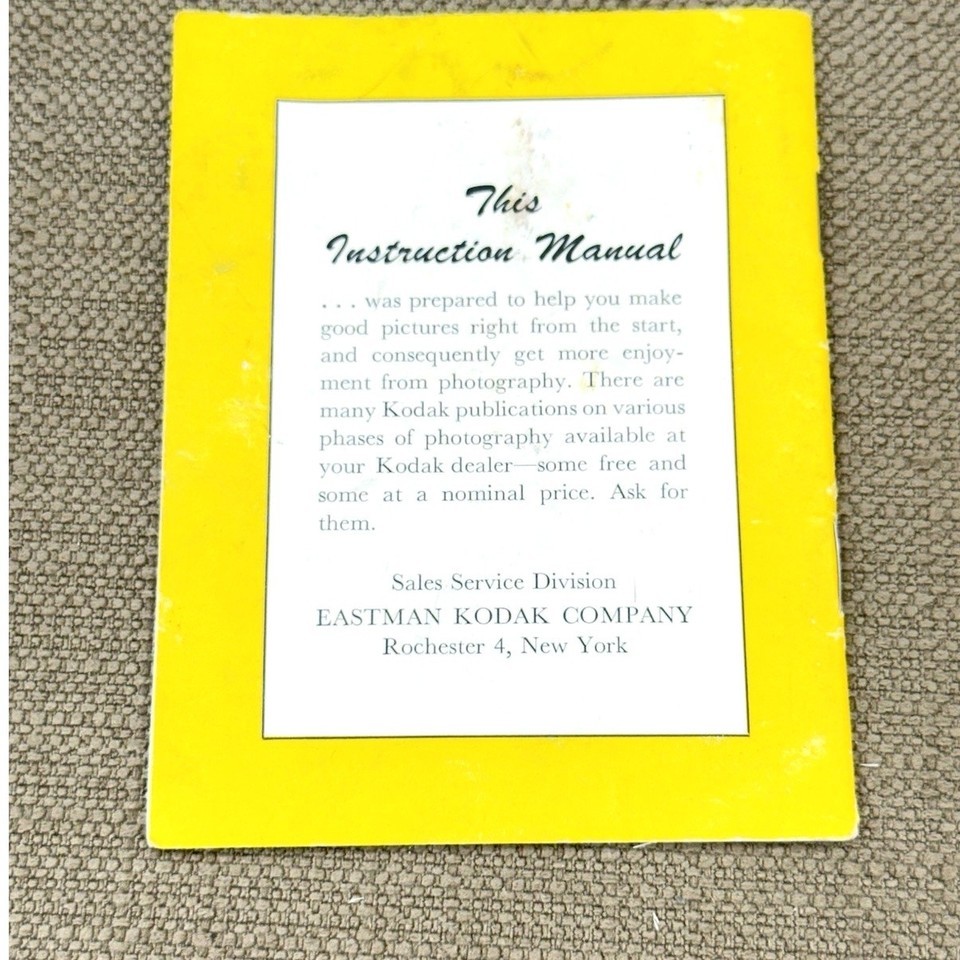 This
Instruction Manual
. . . was prepared to help you make
good pictures right from the start,
and consequently get more enjoy-
ment from photography. There are
many Kodak publications on various
phases of photography available at
your Kodak dealer—some free and
some at a nominal price. Ask for
them.
Sales Service Division
EASTMAN KODAK COMPANY
Rochester 4, New York